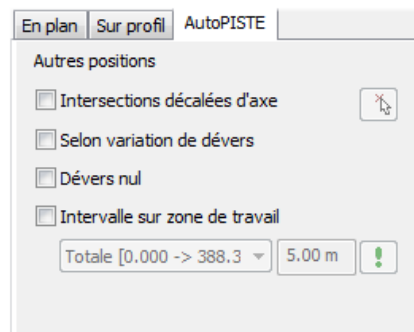 En plan Sur profil AutoPISTE
Autres positions
Intersections décalées d'axe
Selon variation de dévers
Dévers nul
Intervalle sur zone de travail
Totale [0.000 -> 388.3 5.00 m